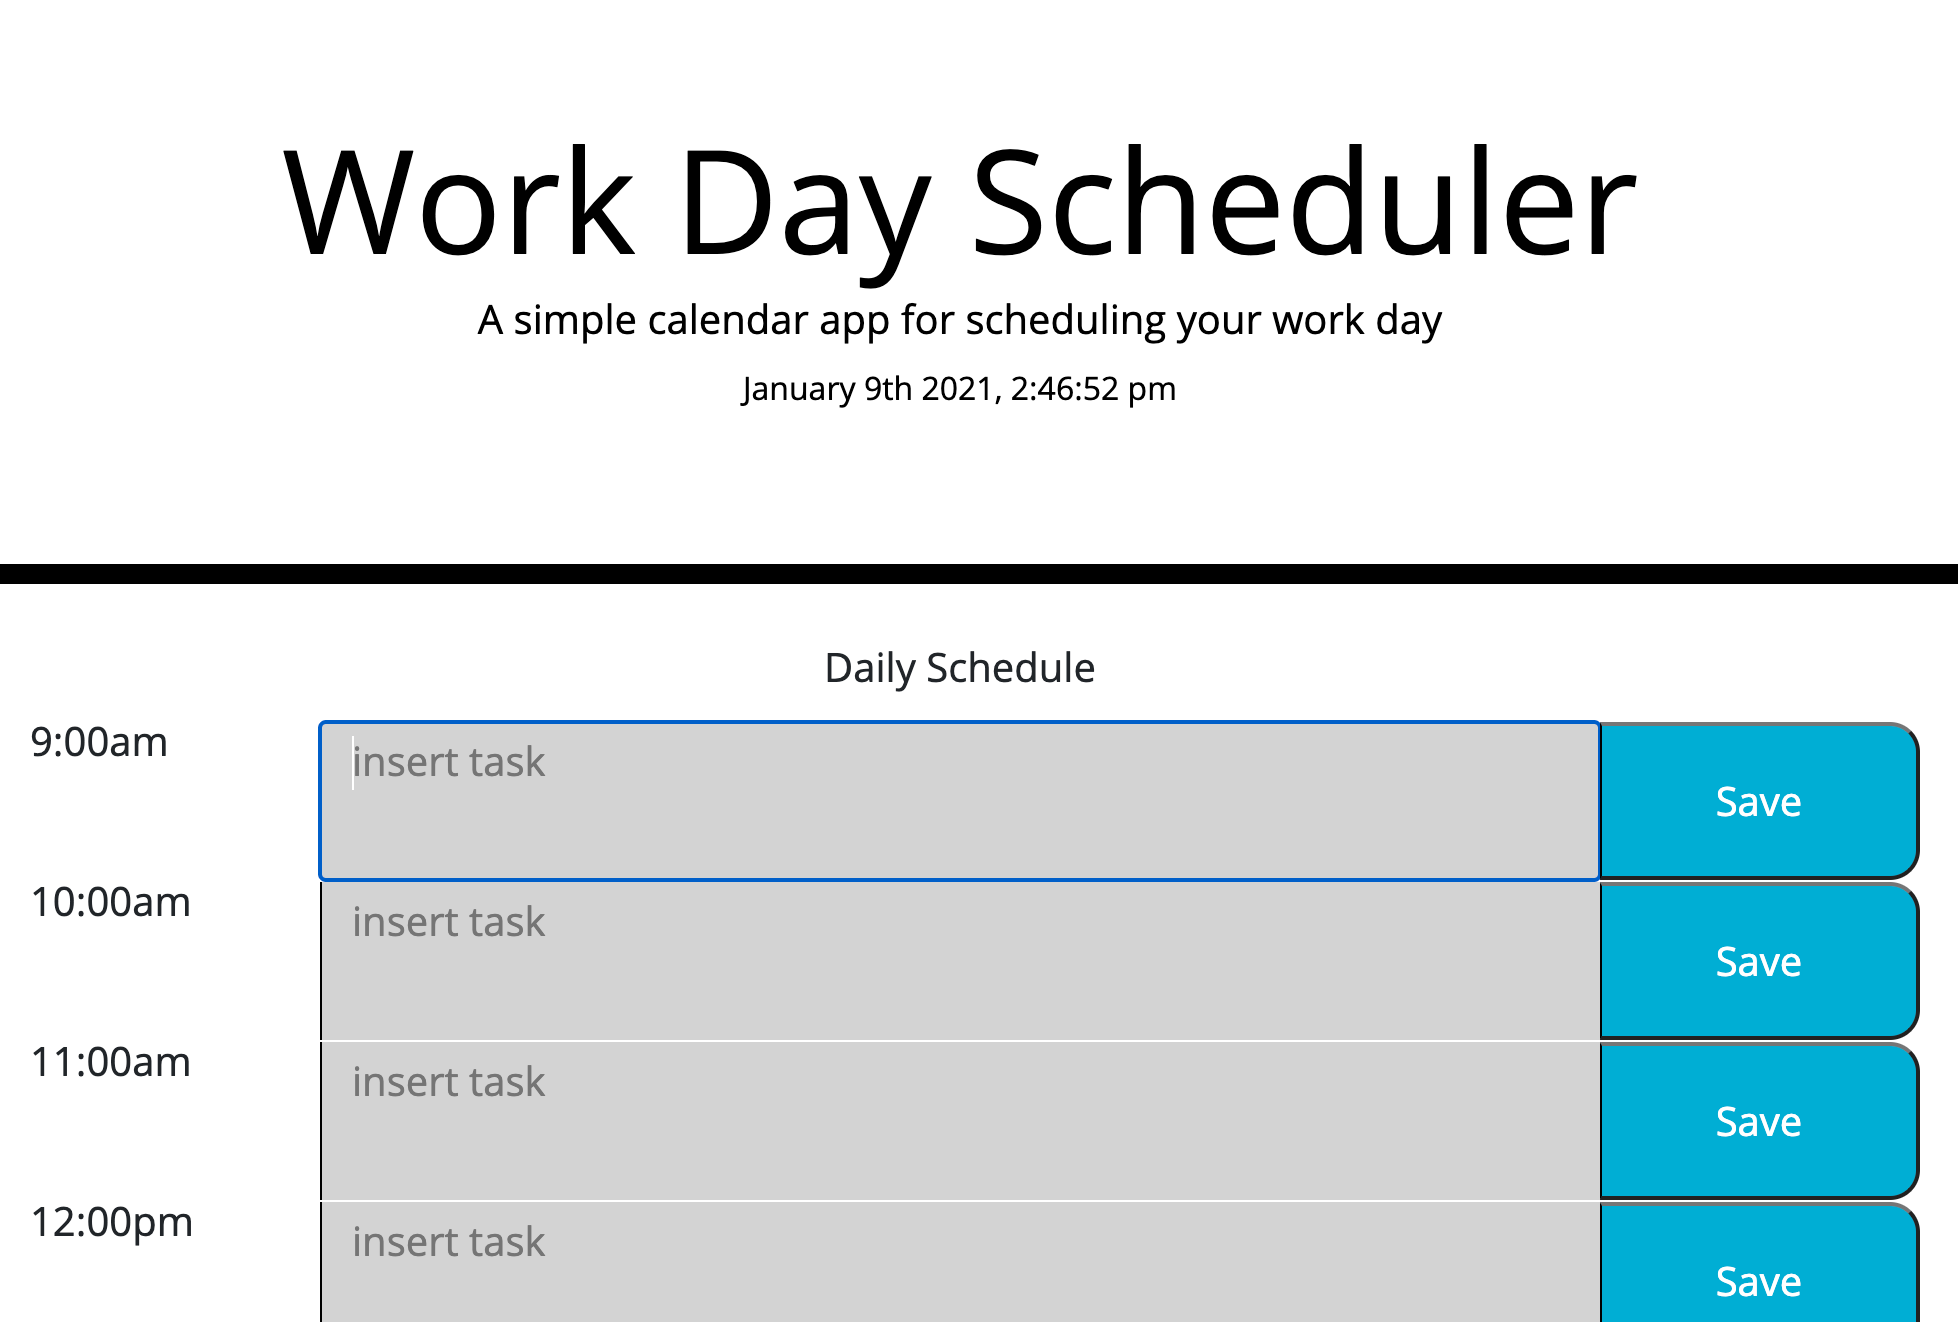 Work Day Scheduler
A simple calendar app for scheduling your work day
January 9th 2021, 2:46:52 pm
Daily Schedule
9:00am
insert task
Save
10:00am
insert task
Save
11:00am
insert task
Save
12:00pm
insert task
Save